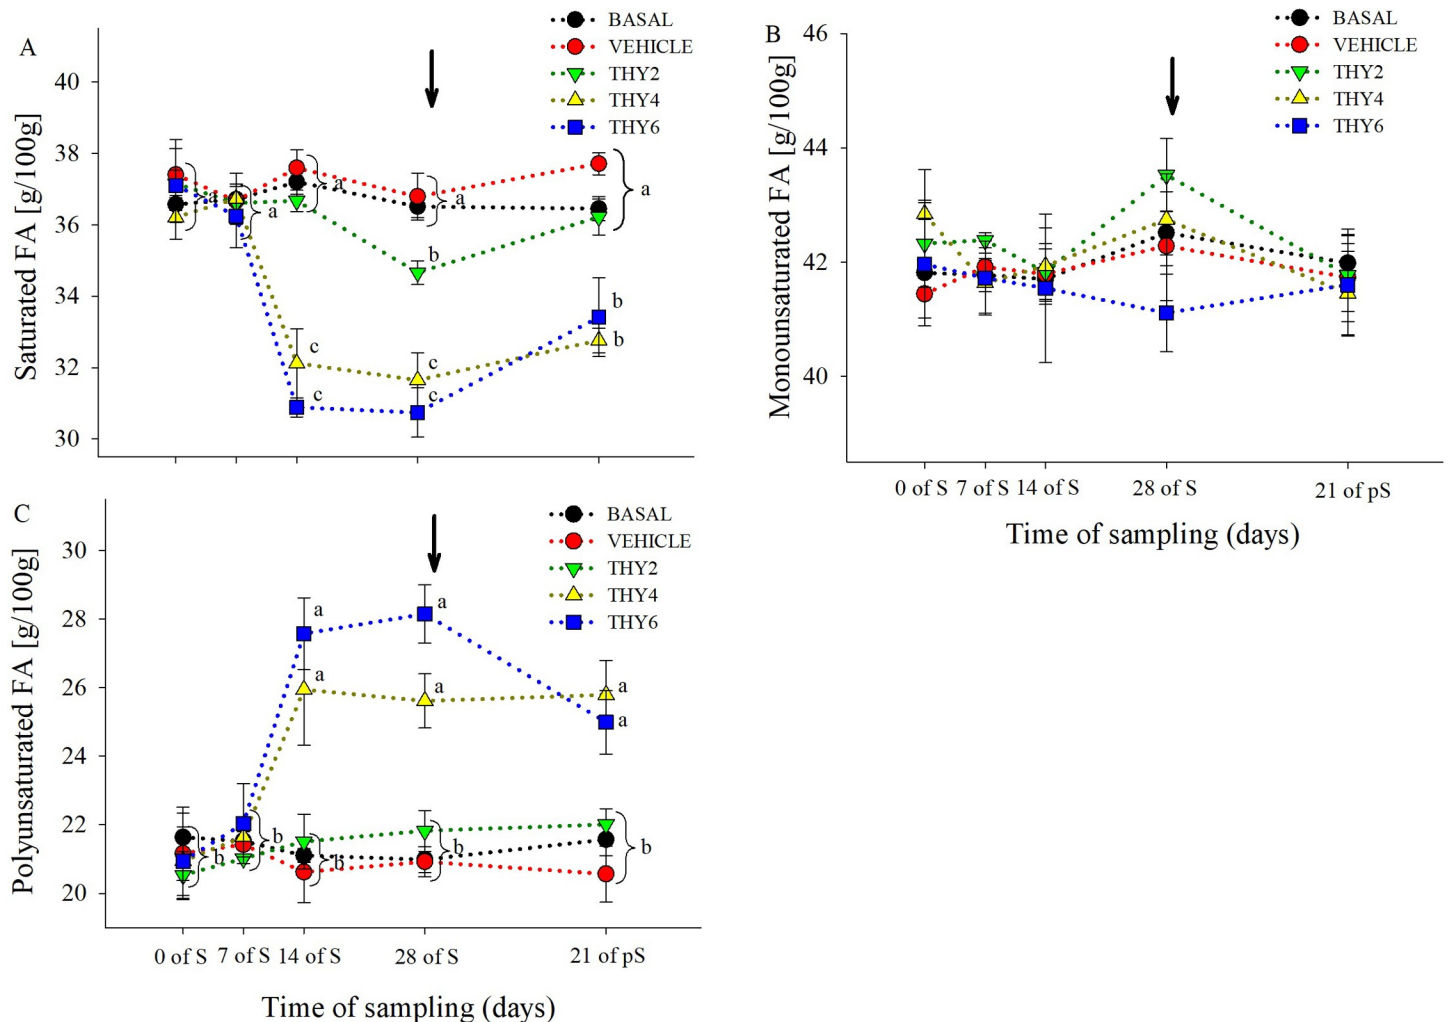 A
BASAL
VEHICLE
THY2
THY4
THY6
Saturated FA [g/100g]
40
38
36
34
32
30
a
a
a
a
a
b
c
c
c
c
b
b
B
BASAL
VEHICLE
THY2
THY4
THY6
Monounsaturated FA [g/100g]
46
44
42
40
0 of S 7 of S 14 of S 28 of S 21 of pS
Time of sampling (days)
C
BASAL
VEHICLE
THY2
THY4
THY6
Polyunsaturated FA [g/100g]
30
28
26
24
22
20
a
a
a
a
a
a
b
b
b
b
b
0 of S 7 of S 14 of S 28 of S 21 of pS
Time of sampling (days)